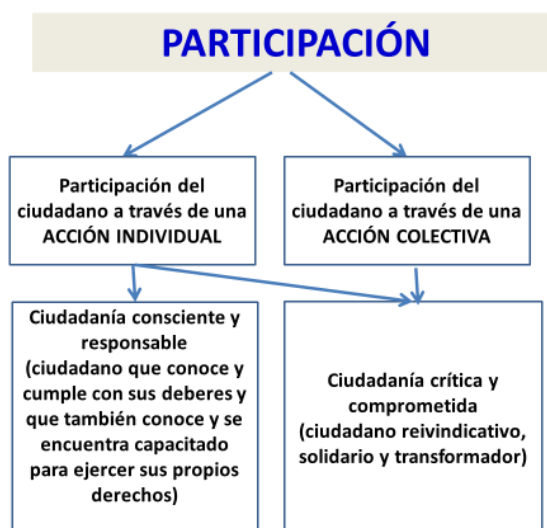 PARTICIPACIÓN
Participación del
ciudadano a través de una
ACCIÓN INDIVIDUAL
Participación del
ciudadano a través de una
ACCIÓN COLECTIVA
Ciudadanía consciente y
responsable
(ciudadano que conoce y
cumple con sus deberes y
que también conoce y se
encuentra capacitado
para ejercer sus propios
derechos)
Ciudadanía crítica y
comprometida
(ciudadano reivindicativo,
solidario y transformador)